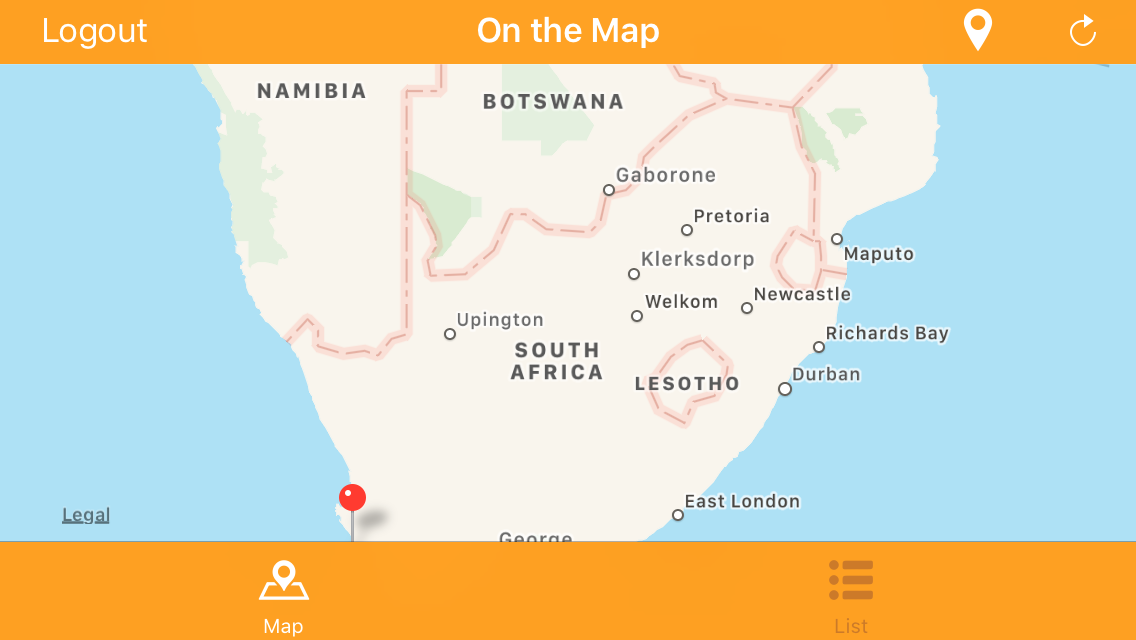 Logout
On the Map
NAMIBIA
BOTSWANA
Gaborone
Pretoria
Maputo
Klerksdorp
Newcastle
Welkom
Upington
Richards Bay
SOUTH
AFRICA
LESOTHO
Durban
East London
Legal
George
Map
List